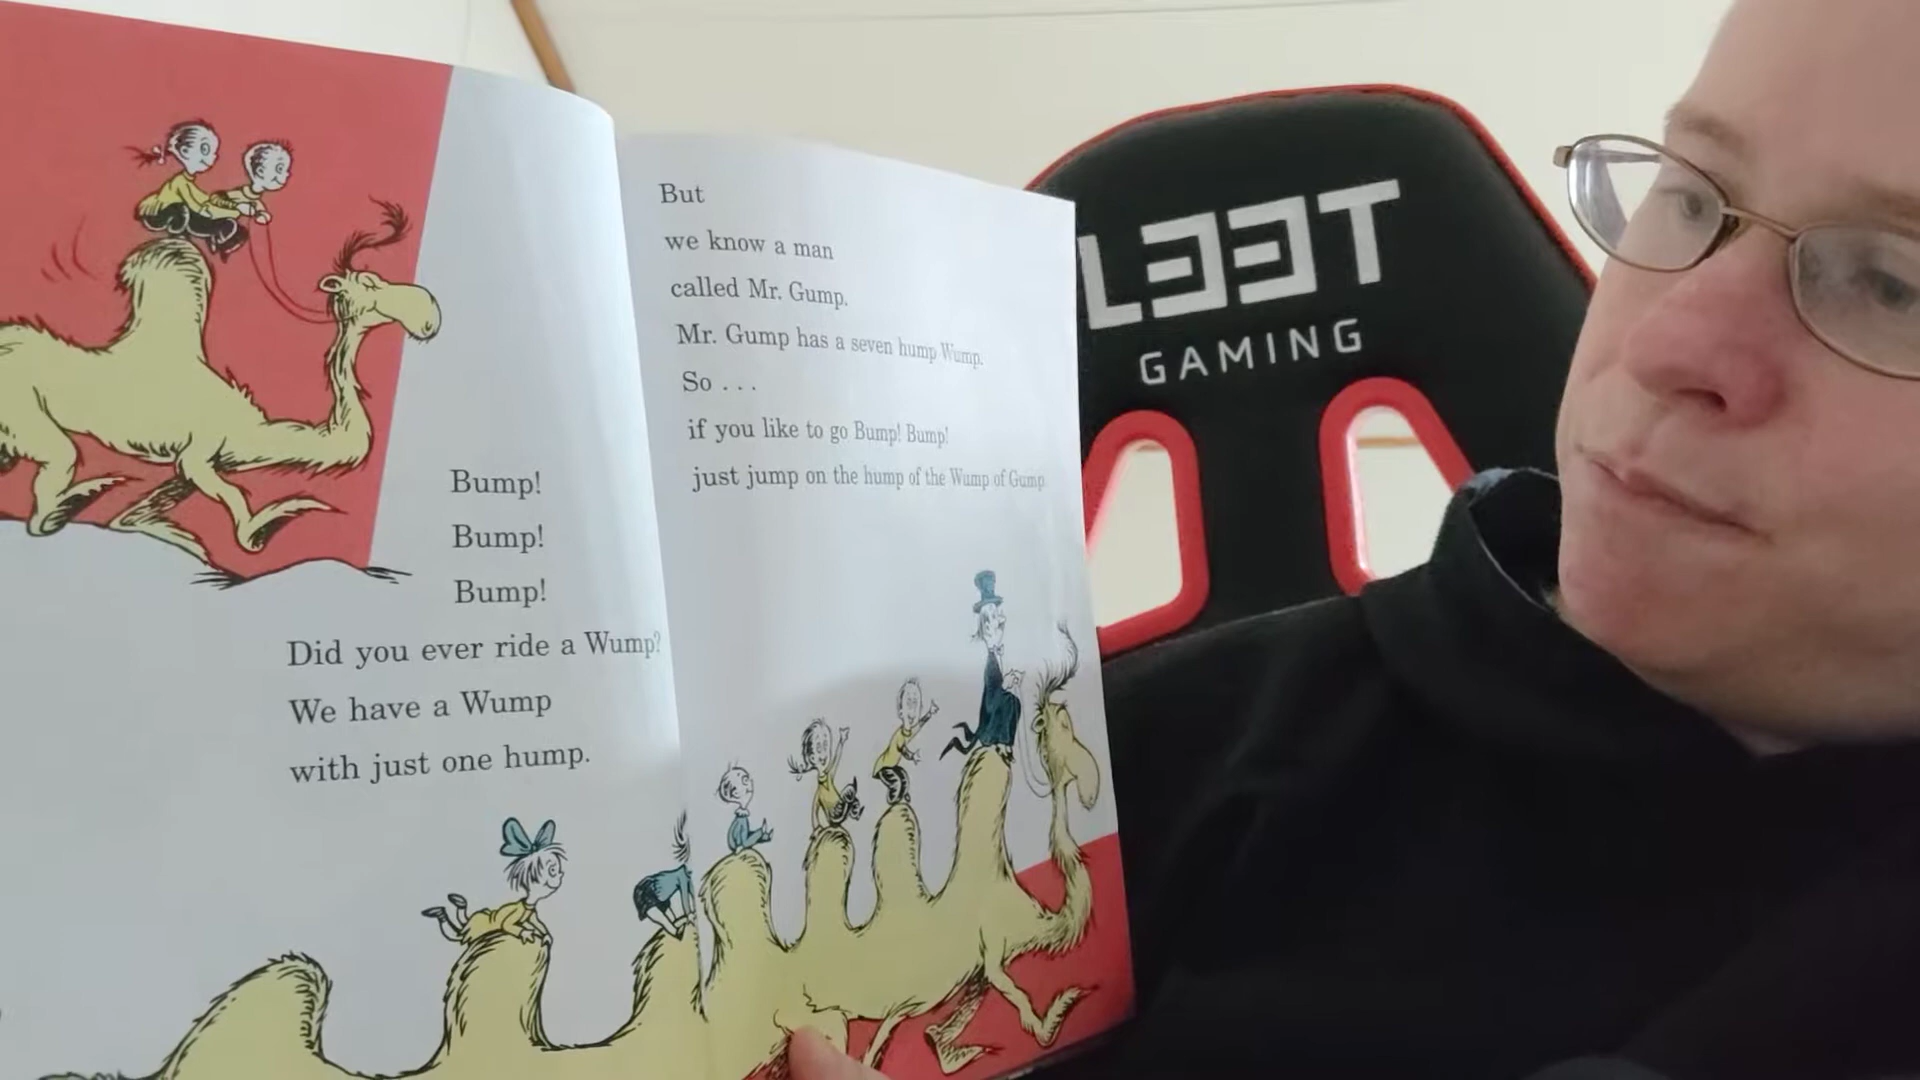 Bump!
Bump!
Bump!
Did you ever ride a Wump?
We have a Wump
with just one hump.
But
we know a man
called Mr. Gump.
Mr. Gump has a seven hump Wump.
So . . .
if you like to go Bump! Bump!
just jump on the hump of the Wump of Gump
L33T
GAMING